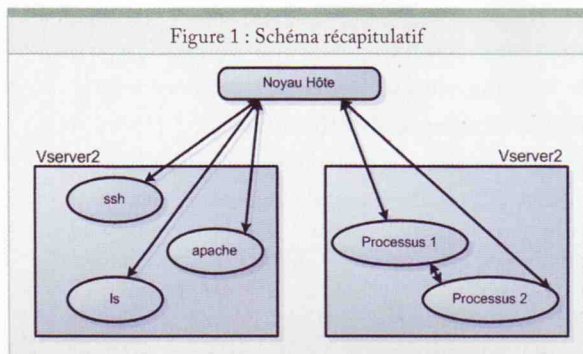 Figure 1 : Schéma récapitulatif
Noyau Hôte
Vserver2
Vserver2
ssh
apache
ls
Processus 1
Processus 2